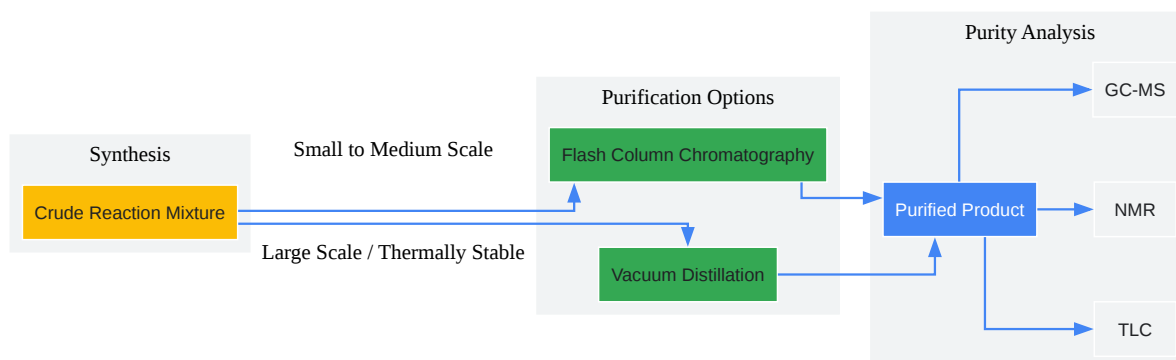 Synthesis
Crude Reaction Mixture
Small to Medium Scale
Large Scale / Thermally Stable
Purification Options
Flash Column Chromatography
Vacuum Distillation
Purity Analysis
Purified Product
GC-MS
NMR
TLC